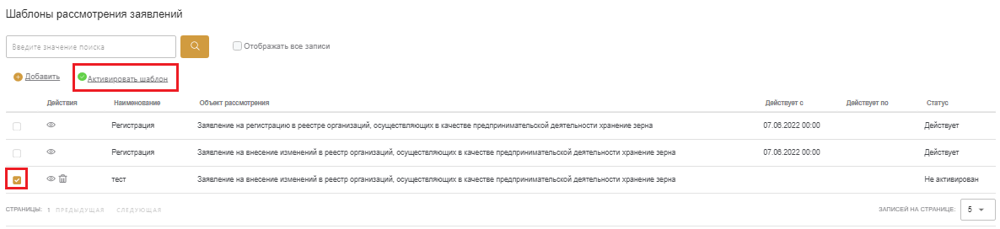 Шаблоны рассмотрения заявлений
Введите значение поиска
Отображать все записи
Добавить Активировать шаблон
Действия Наименование Объект рассмотрения Действует с Действует по Статус
Регистрация Заявление на регистрацию в реестре организаций, осуществляющих в качестве предпринимательской деятельности хранение зерна 07.06.2022 00:00 Действует
Регистрация Заявление на внесение изменений в реестр организаций, осуществляющих в качестве предпринимательской деятельности хранение зерна 07.06.2022 00:00 Действует
тест Заявление на внесение изменений в реестр организаций, осуществляющих в качестве предпринимательской деятельности хранение зерна Не активирован
СТРАНИЦЫ: 1 ПРЕДЫДУЩАЯ СЛЕДУЮЩАЯ ЗАПИСЕЙ НА СТРАНИЦЕ: 5